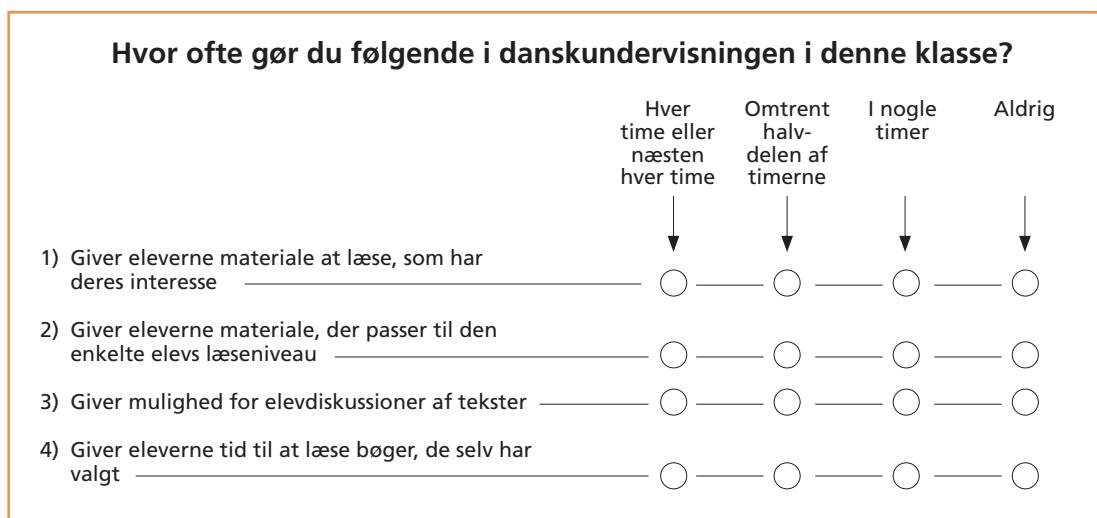 Hvor ofte gør du følgende i danskundervisningen i denne klasse?
Hver
time eller
næsten
hver time
Omtrent
halv-
delen af
timerne
I nogle
timer
Aldrig
1) Giver eleverne materiale at læse, som har
deres interesse
2) Giver eleverne materiale, der passer til den
enkelte elevs læseniveau
3) Giver mulighed for elevdiskussioner af tekster
4) Giver eleverne tid til at læse bøger, de selv har
valgt